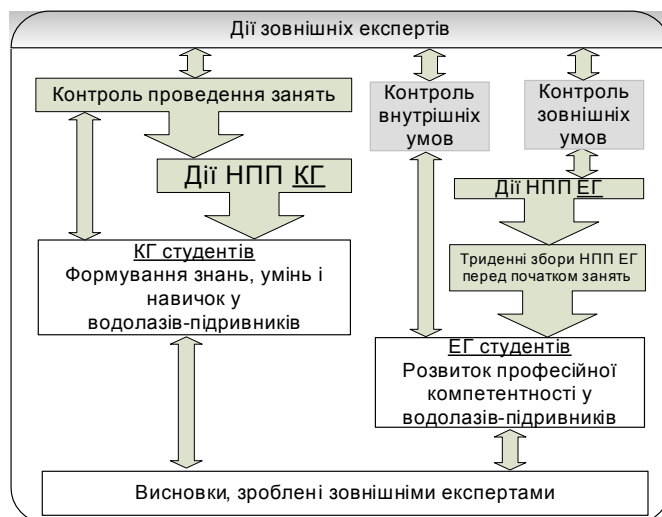 Дії зовнішніх експертів
Контроль проведення занять
Контроль
внутрішніх
умов
Контроль
зовнішніх
умов
Дії НПП КГ
Дії НПП ЕГ
КГ студентів
Формування знань, умінь і
навичок у
водолазів-підривників
Триденні збори НПП ЕГ
перед початком занять
ЕГ студентів
Розвиток професійної
компетентності у
водолазів-підривників
Висновки, зроблені зовнішніми експертами